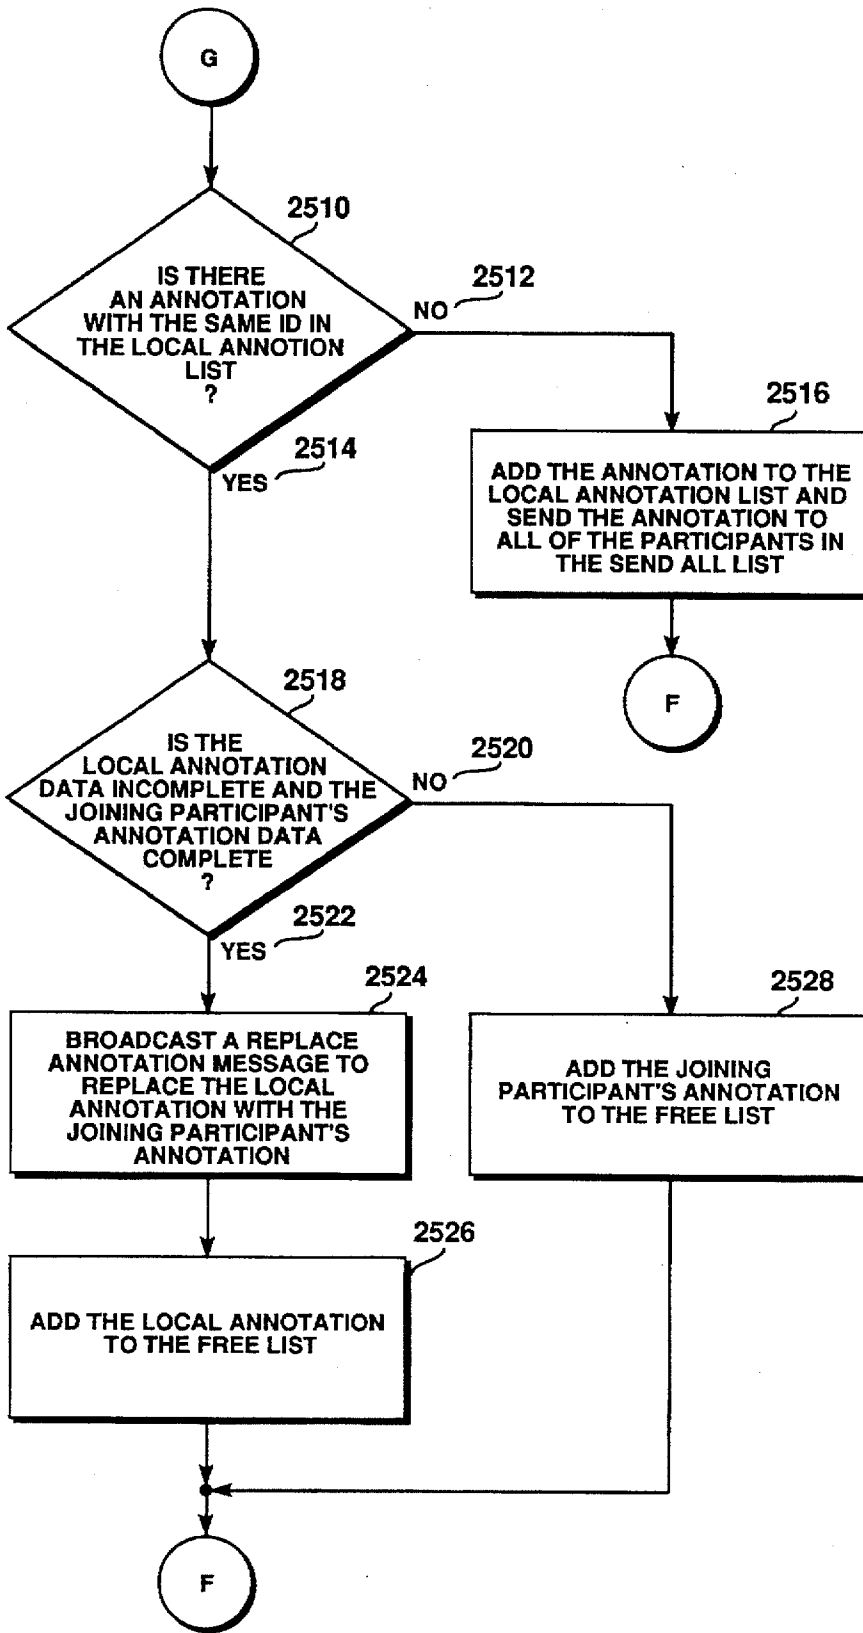 G
2510
IS THERE
AN ANNOTATION
WITH THE SAME ID IN
THE LOCAL ANNOTION
LIST
?
NO
2512
2514
YES
2516
ADD THE ANNOTATION TO THE
LOCAL ANNOTATION LIST AND
SEND THE ANNOTATION TO
ALL OF THE PARTICIPANTS IN
THE SEND ALL LIST
F
2518
IS THE
LOCAL ANNOTATION
DATA INCOMPLETE AND THE
JOINING PARTICIPANT'S
ANNOTATION DATA
COMPLETE
?
NO
2520
2522
YES
2524
BROADCAST A REPLACE
ANNOTATION MESSAGE TO
REPLACE THE LOCAL
ANNOTATION WITH THE
JOINING PARTICIPANT'S
ANNOTATION
2528
ADD THE JOINING
PARTICIPANT'S ANNOTATION
TO THE FREE LIST
2526
ADD THE LOCAL ANNOTATION
TO THE FREE LIST
F